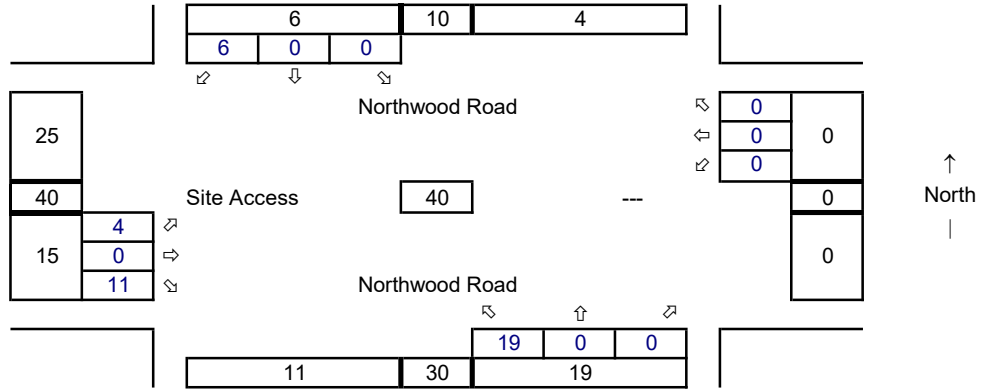 6 10 4
6 0 0
⬃ ⇩ ⬂
Northwood Road
⬁ 0
25
⇦ 0 0
⬃ 0
↑
40 Site Access 40 --- 0 North
4 ⬀
|
15 0 ⇨ 0
11 ⬂
Northwood Road
⬁ ⇧ ⬀
19 0 0
11 30 19